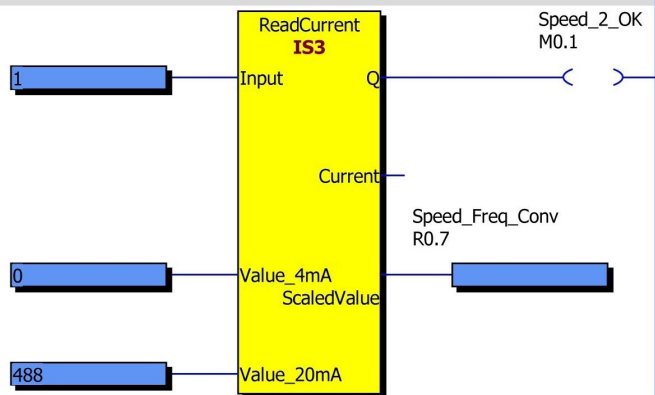 ReadCurrent
IS3
Speed_2_OK
M0.1
1
Input
Q
Current
Speed_Freq_Conv
R0.7
0
Value_4mA
ScaledValue
488
Value_20mA